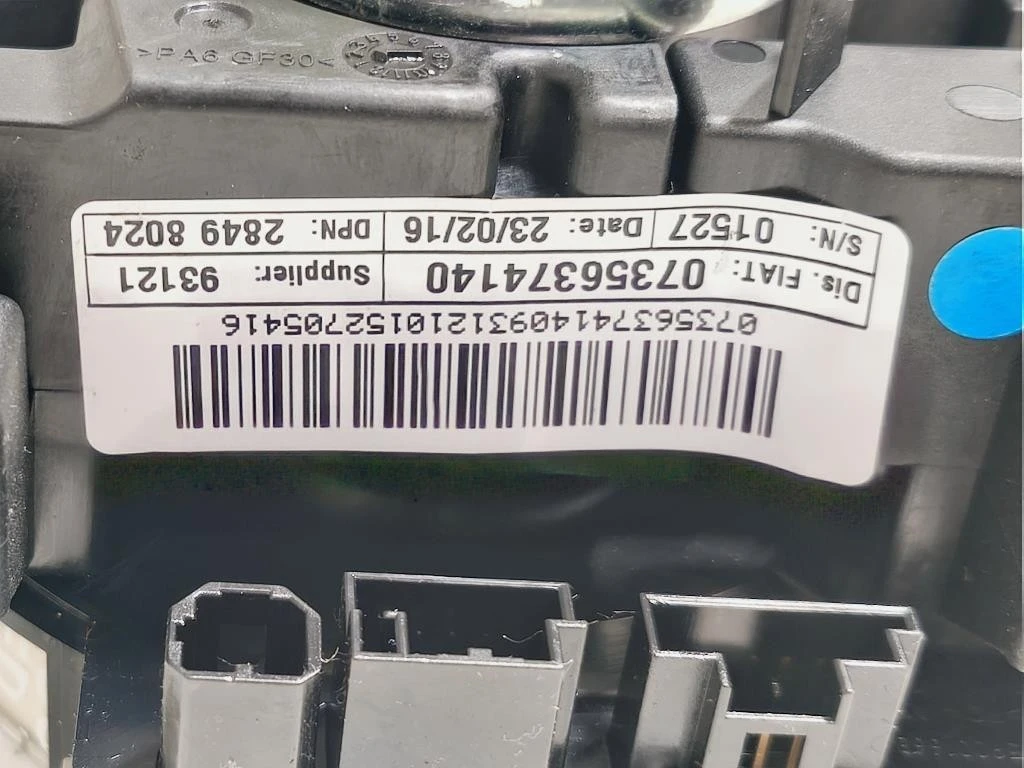 >PA6 GF30<
07356374140931210152705416
Dis. FIAT: 07356374140 Supplier: 93121
S/N: 01527 Date: 23/02/16 DPN: 2849 8024